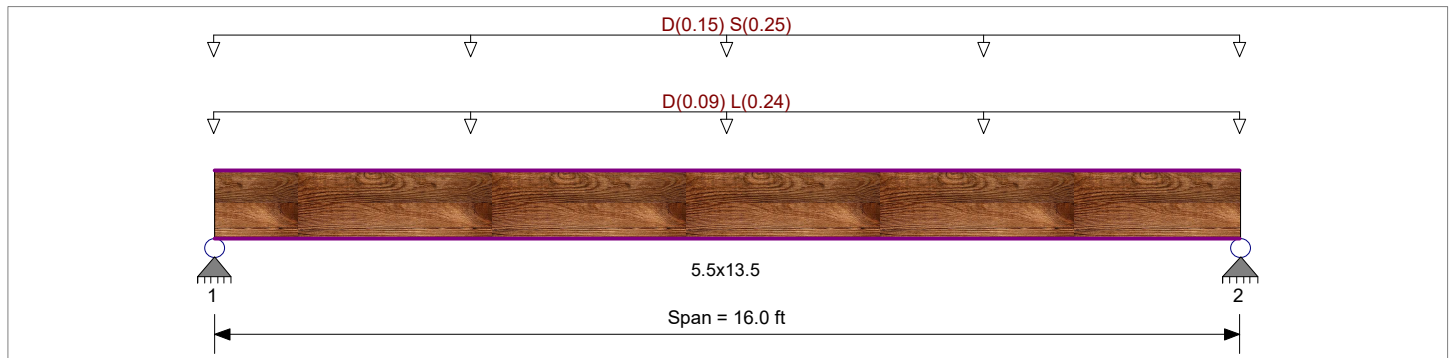 D(0.15) S(0.25)
D(0.09) L(0.24)
5.5x13.5
1
2
Span = 16.0 ft